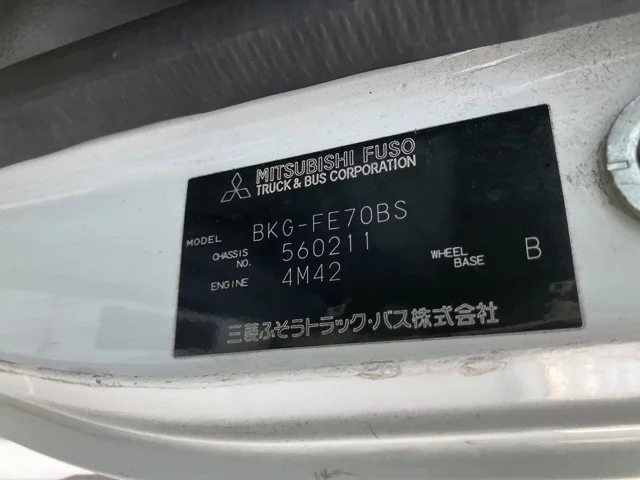 MITSUBISHI FUSO
TRUCK & BUS CORPORATION
MODEL BKG-FE70BS
CHASSIS NO. 560211
ENGINE 4M42
WHEEL BASE B
三菱ふそうトラック・バス株式会社